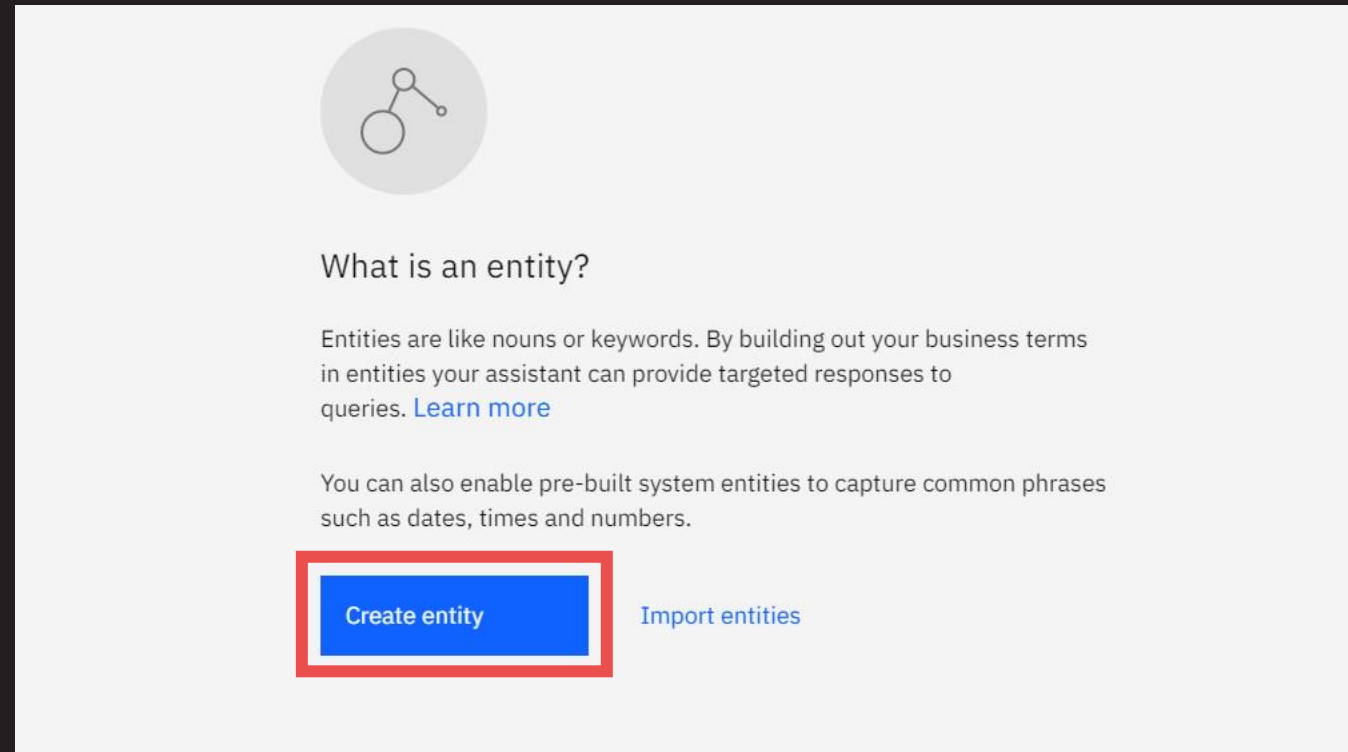 What is an entity?
Entities are like nouns or keywords. By building out your business terms
in entities your assistant can provide targeted responses to
queries. Learn more
You can also enable pre-built system entities to capture common phrases
such as dates, times and numbers.
Create entity
Import entities